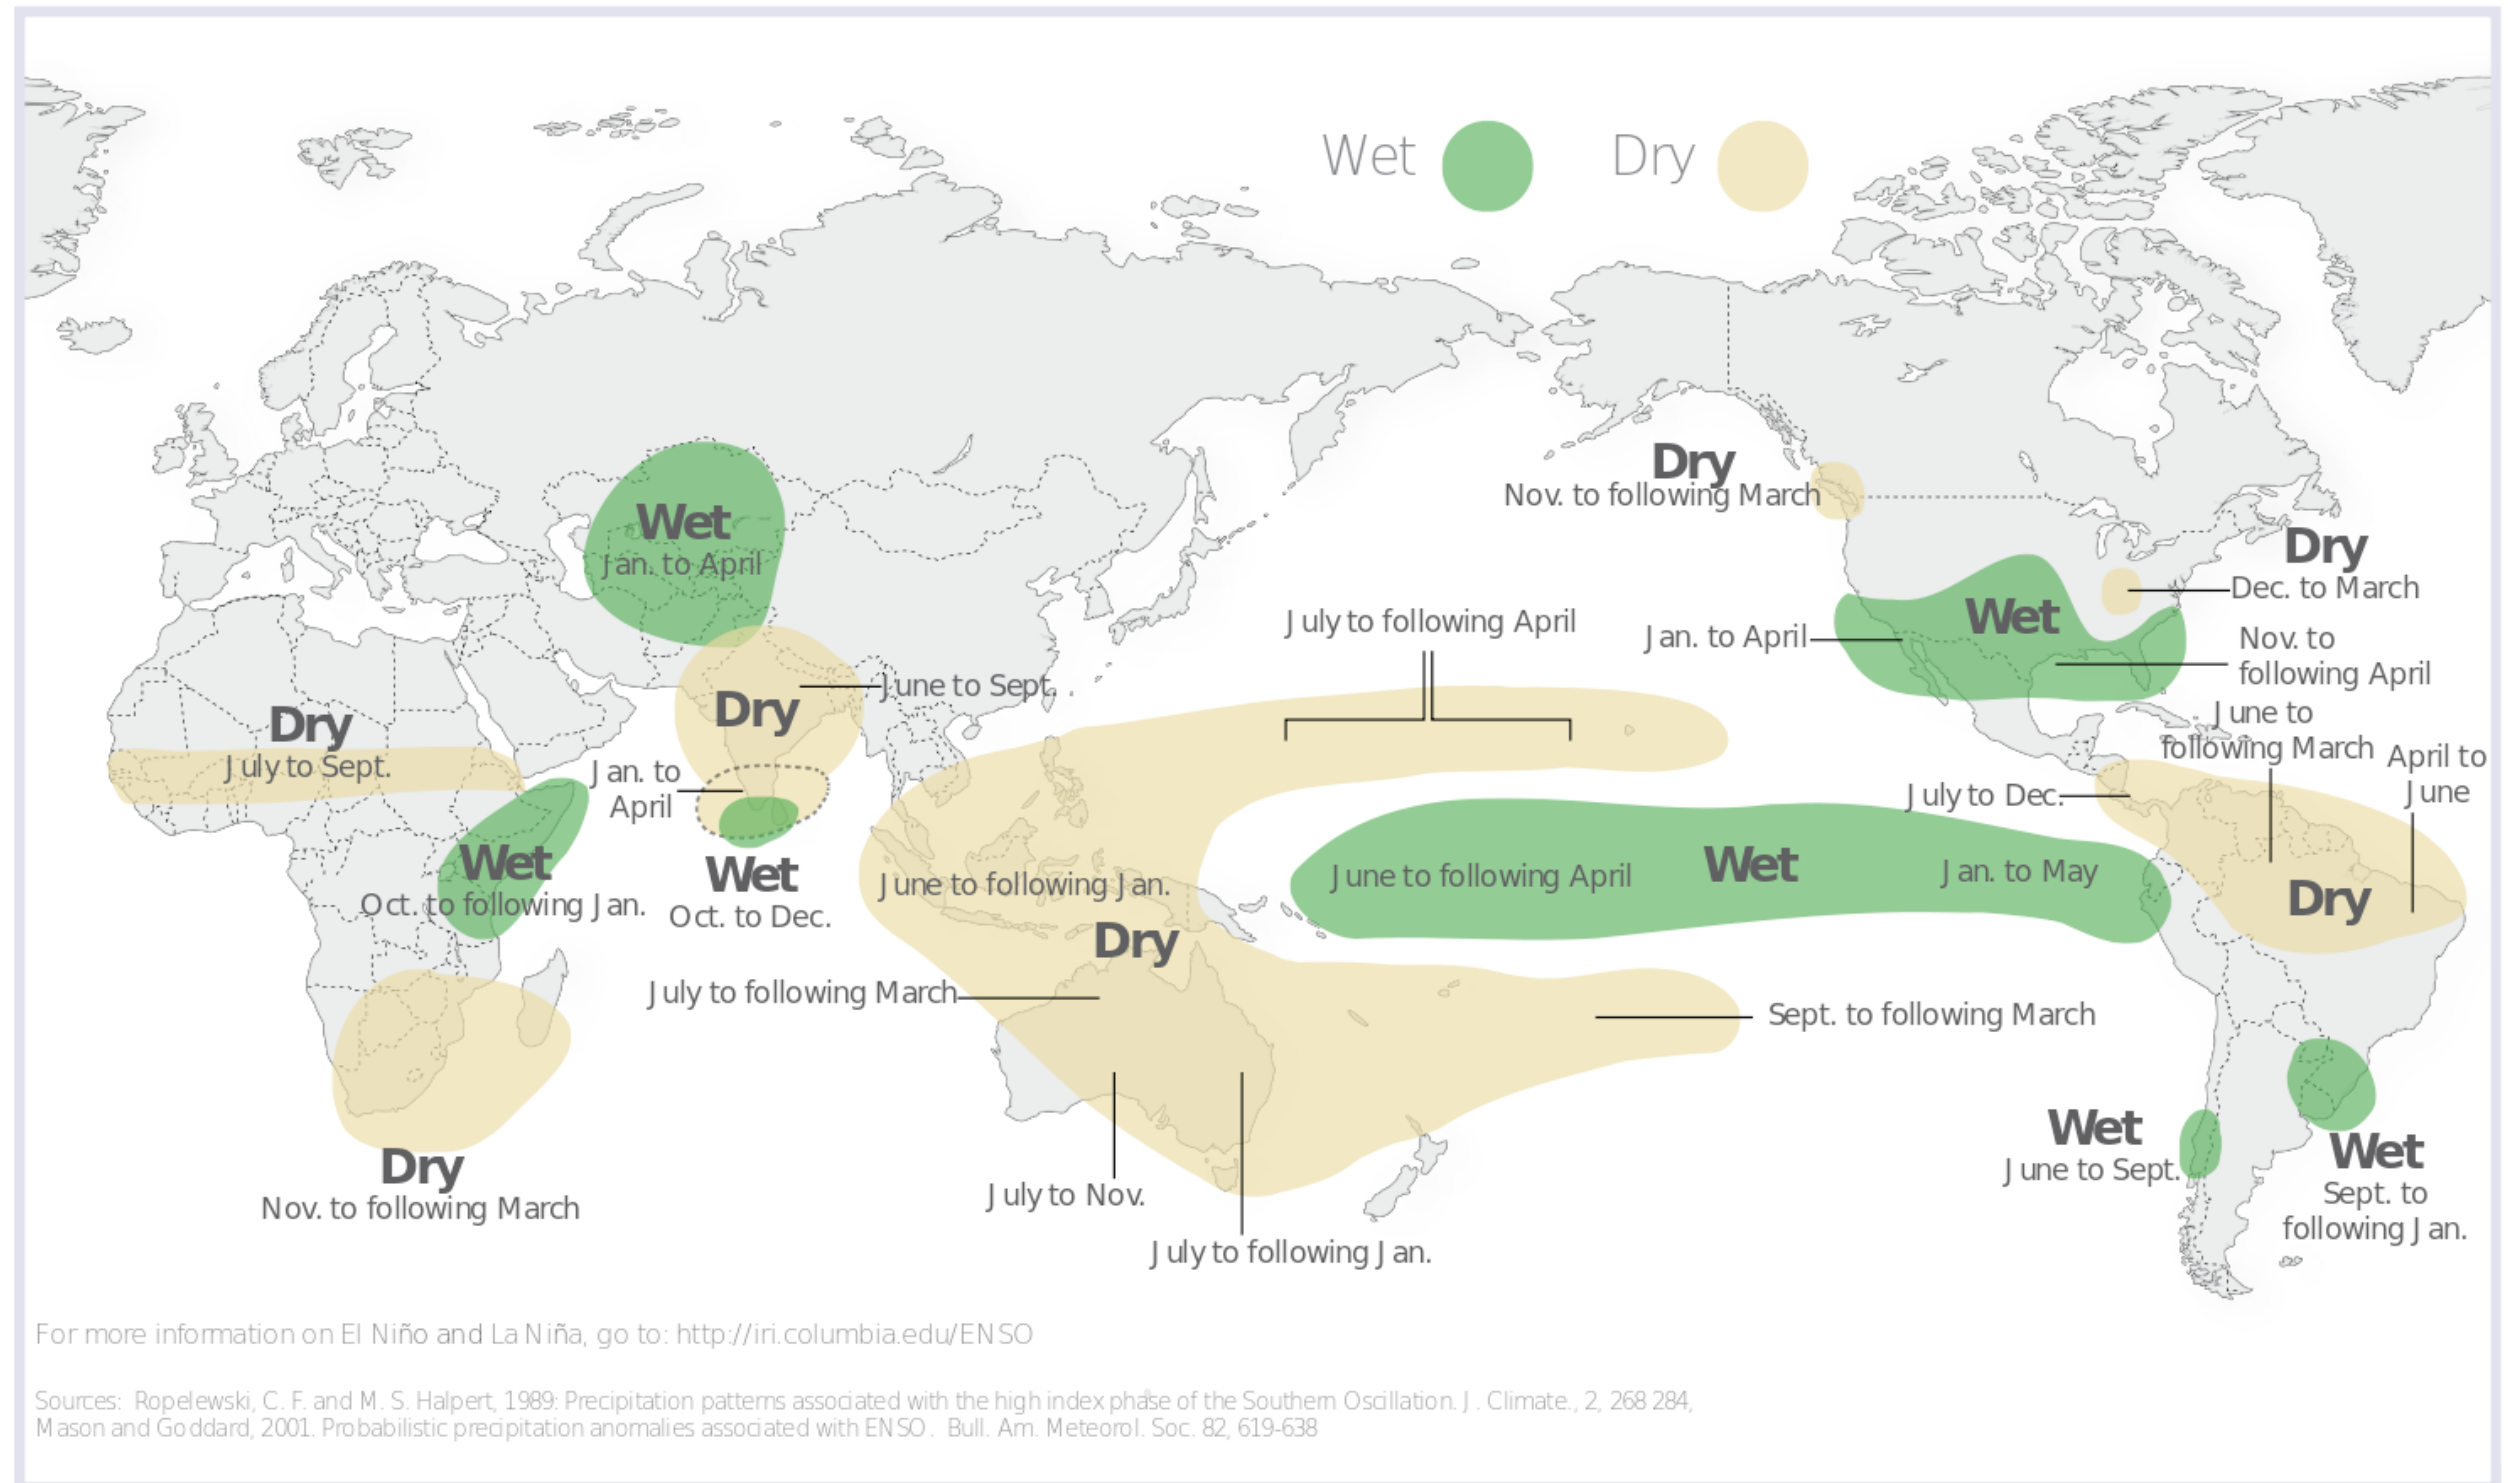 Wet
Dry
Dry
Nov. to following March
Wet
Jan. to April
Dry
Dec. to March
July to following April
Jan. to April
Wet
Nov. to
following April
June to Sept.
Dry
Dry
July to Sept.
June to
following March
April to
June
Jan. to
April
July to Dec.
Wet
Oct. to following Jan.
Wet
Oct. to Dec.
June to following Jan.
Dry
June to following April
Wet
Jan. to May
Dry
July to following March
Sept. to following March
Wet
June to Sept.
Wet
Sept. to
following Jan.
Dry
Nov. to following March
July to Nov.
July to following Jan.
For more information on El Niño and La Niña, go to: http://iri.columbia.edu/ENSO
Sources: Ropelewski, C. F. and M. S. Halpert, 1989: Precipitation patterns associated with the high index phase of the Southern Oscillation. J. Climate., 2, 268 284,
Mason and Goddard, 2001. Probabilistic precipitation anomalies associated with ENSO. Bull. Am. Meteorol. Soc. 82, 619-638